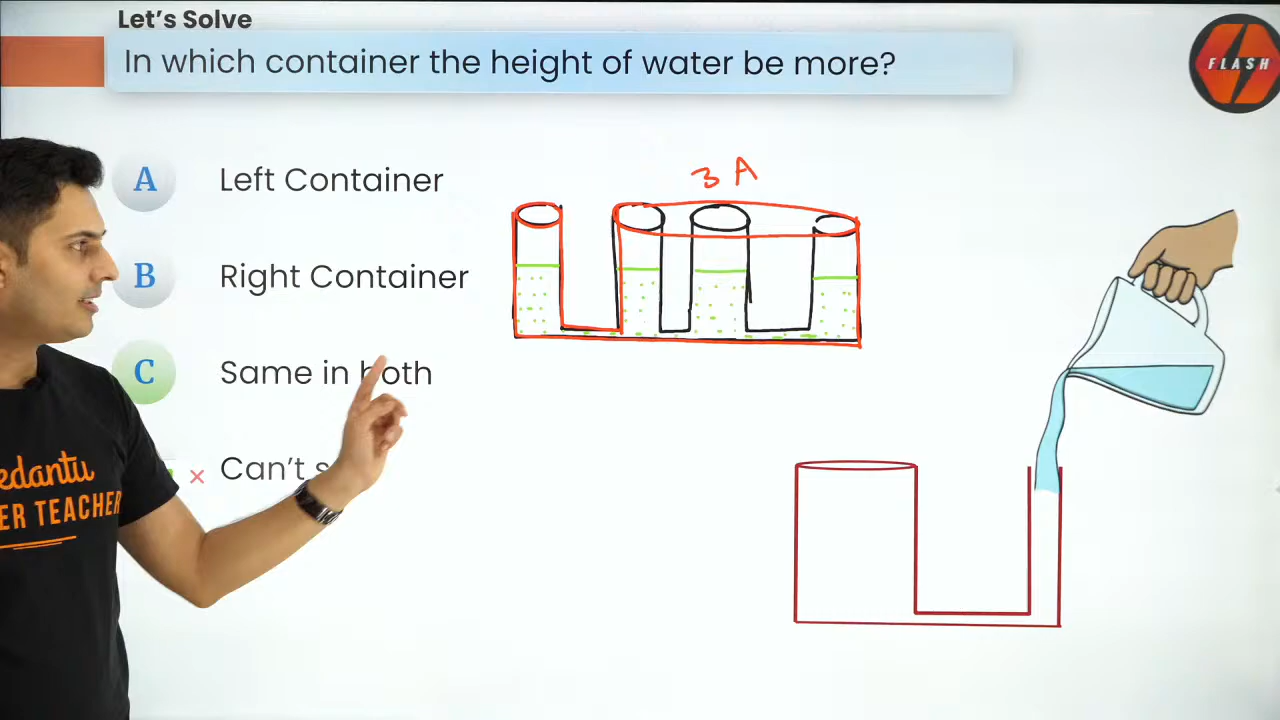 Let's Solve
In which container the height of water be more?
FLASH
3 A
A Left Container
B Right Container
C Same in both
× Can't
edantu
ER TEACHER